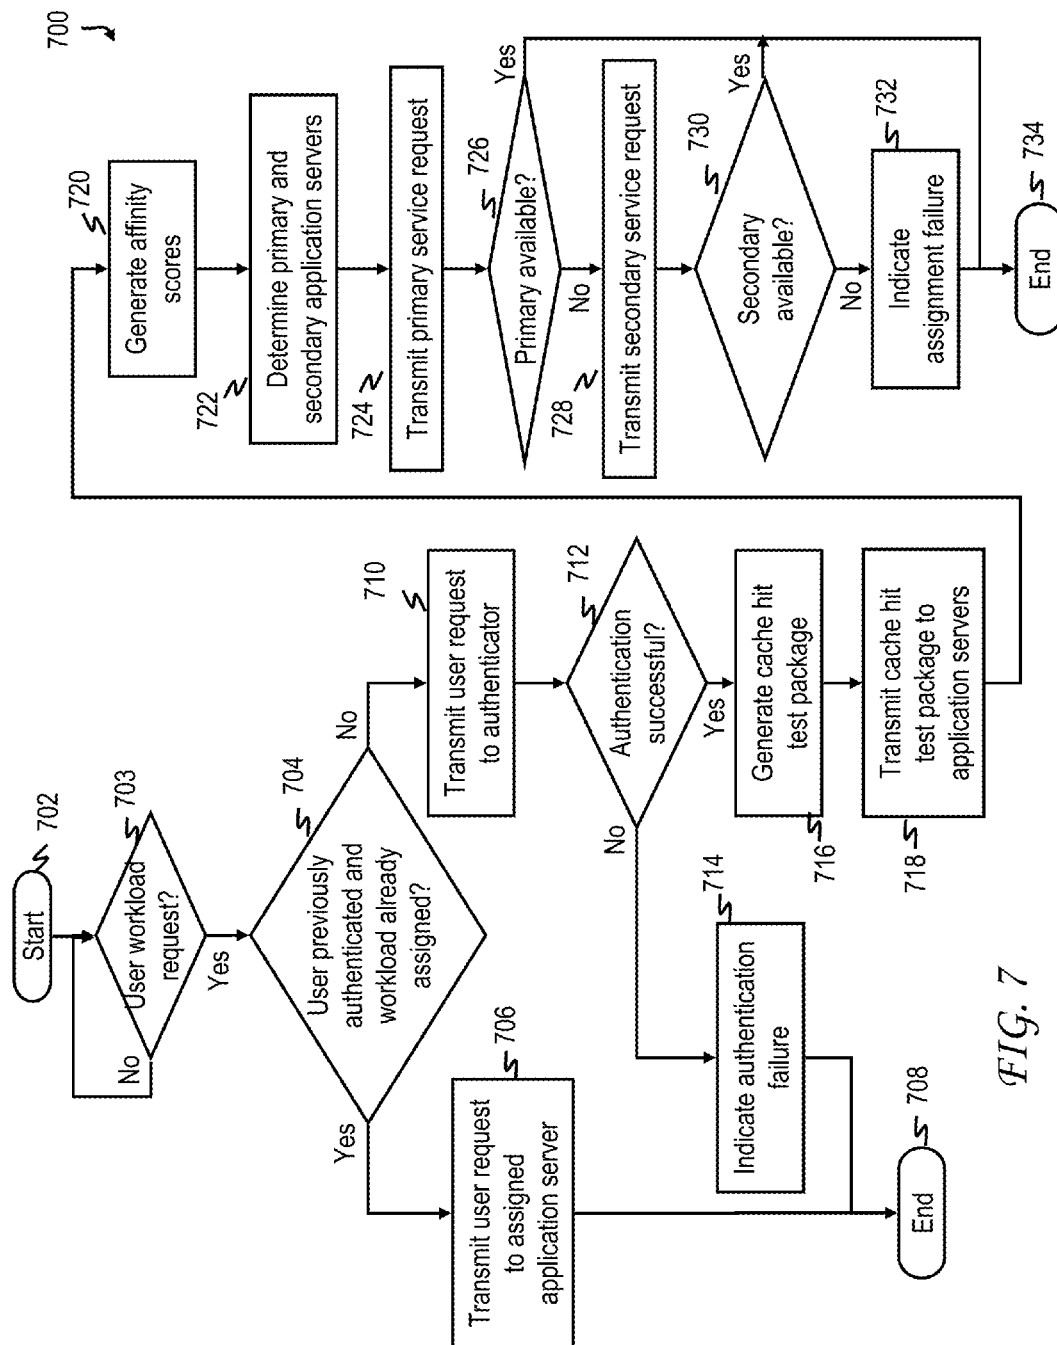 700
Start
702
User workload
request?
703
No
Yes
User previously
authenticated and
workload already
assigned?
704
Yes
No
Transmit user request
to assigned
application server
706
End
708
Transmit user request
to authenticator
710
Authentication
successful?
712
No
Yes
Indicate authentication
failure
714
Generate cache hit
test package
716
Transmit cache hit
test package to
application servers
718
Generate affinity
scores
720
Determine primary and
secondary application servers
722
Transmit primary service request
724
Primary available?
726
Yes
No
Transmit secondary service request
728
Secondary
available?
730
Yes
No
Indicate
assignment failure
732
End
734
FIG. 7